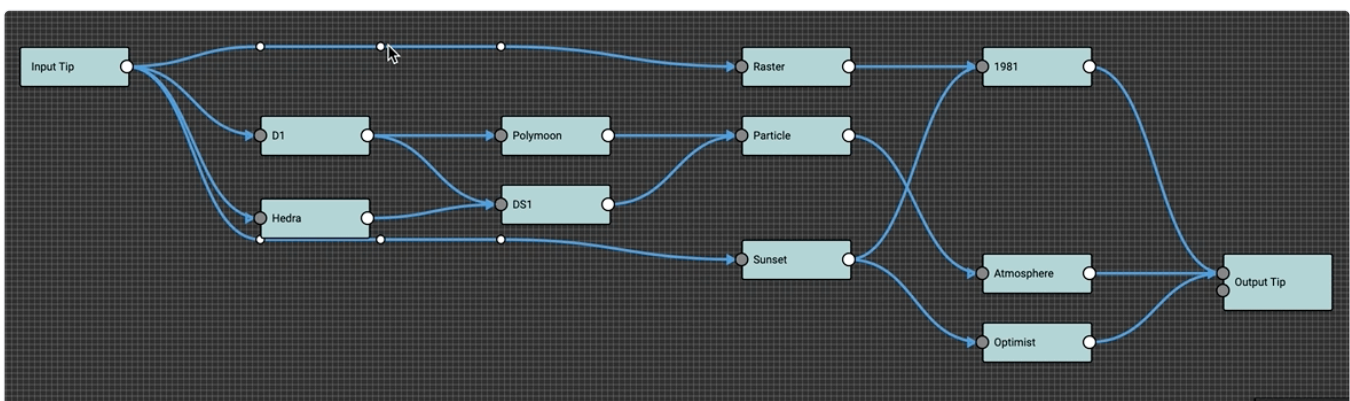 Input Tip
Raster
1981
D1
Polymoon
Particle
Hedra
DS1
Sunset
Atmosphere
Output Tip
Optimist